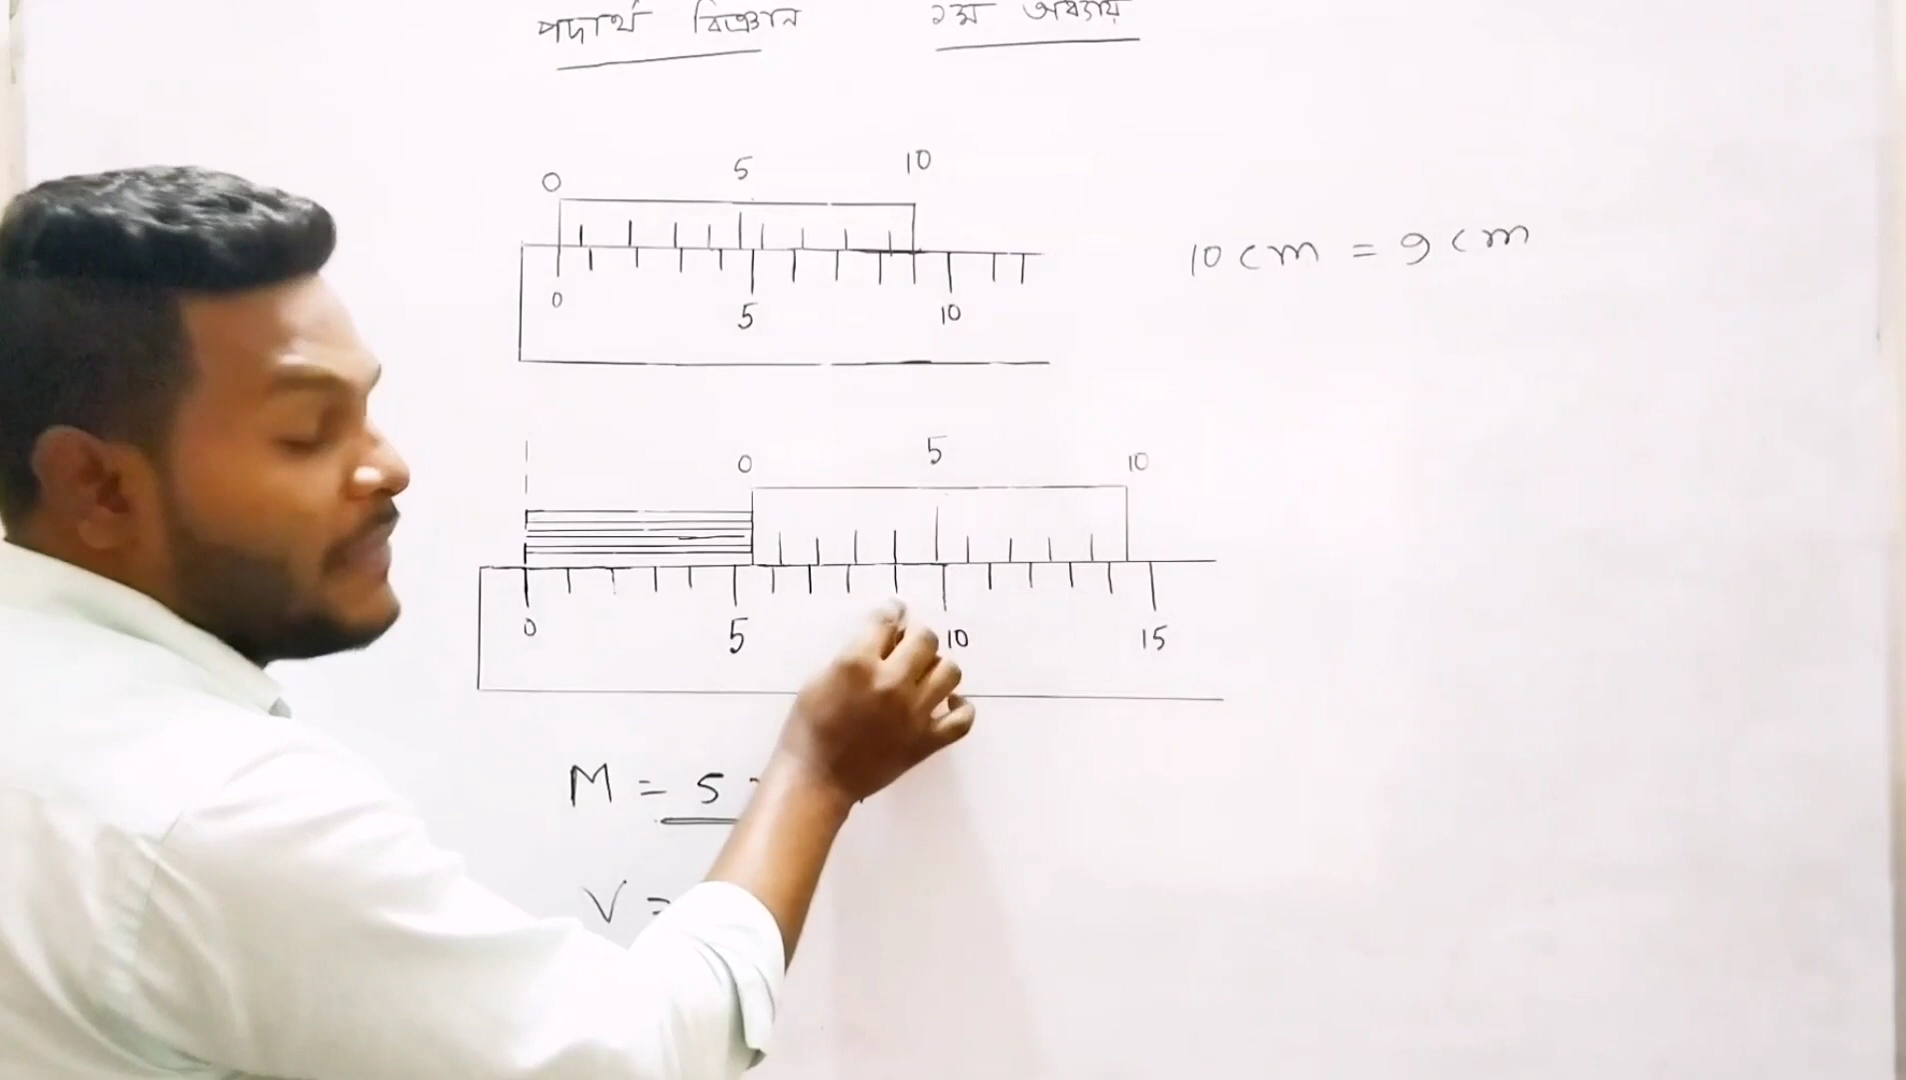 পদার্থ বিজ্ঞান ১ম অধ্যায়
0 5 10
0 5 10
10 cm = 9 cm
0 5 10
0 5 10 15
M = 5
V =